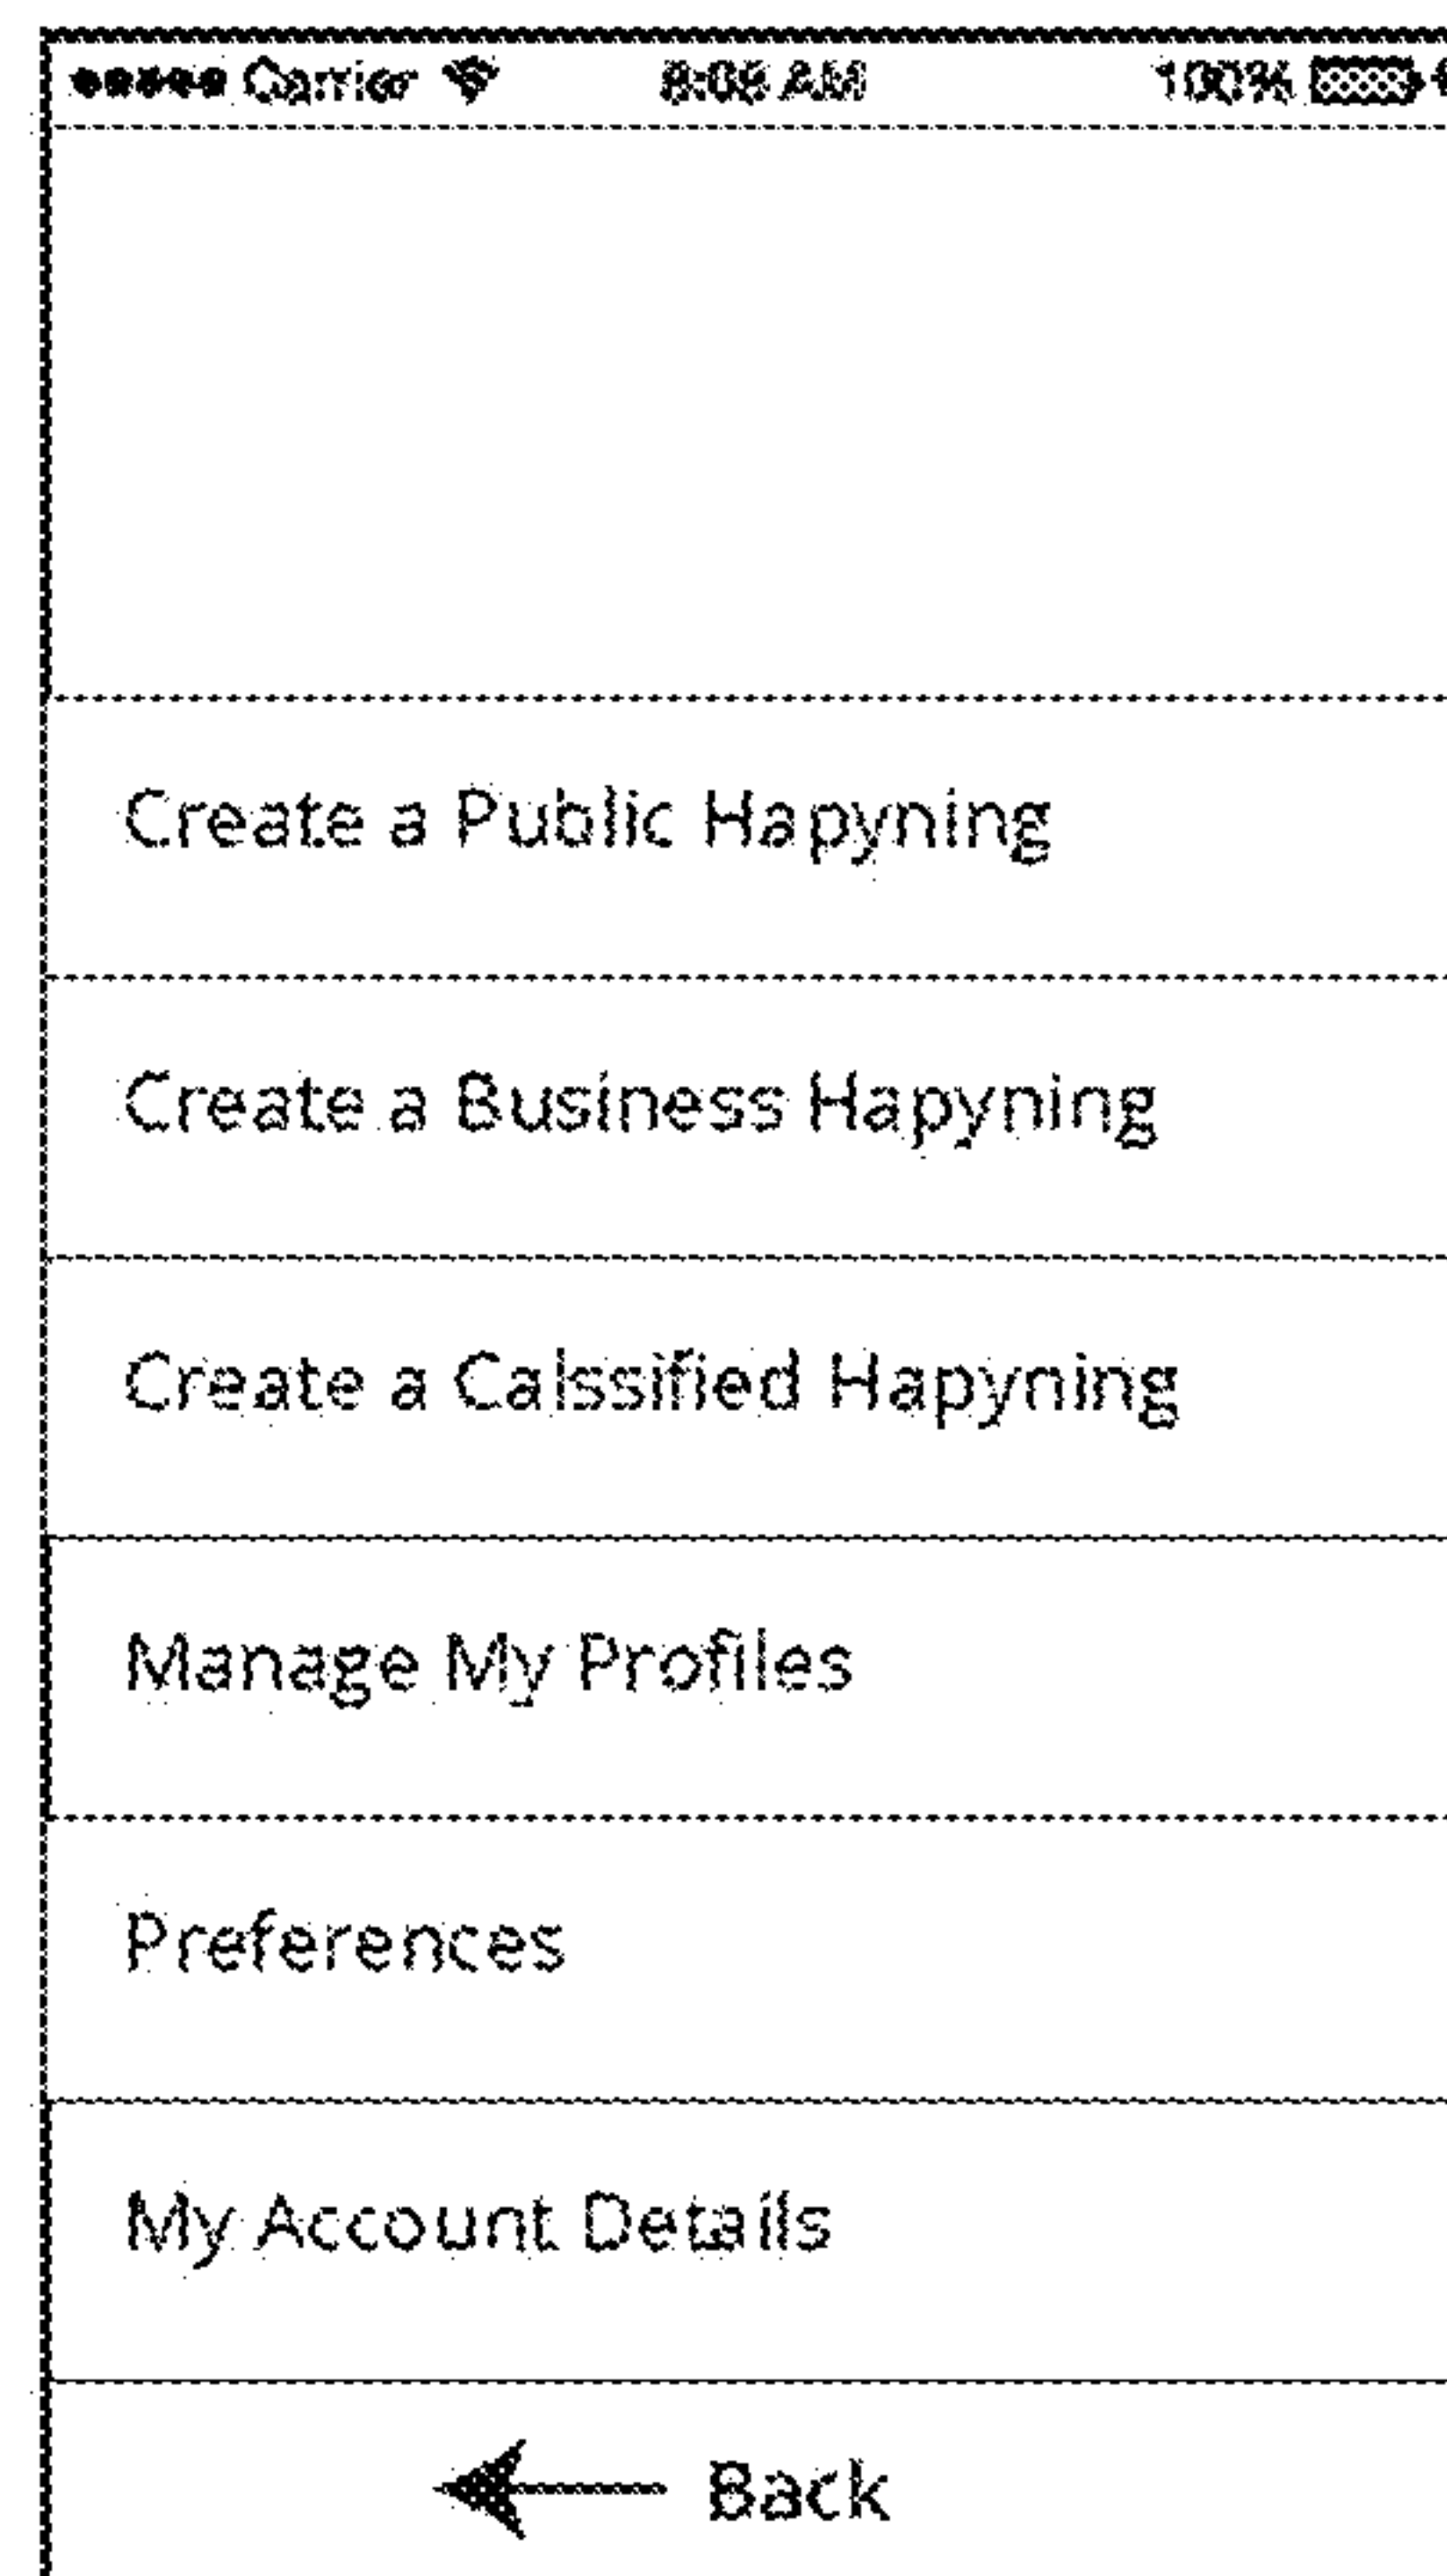 Carrier 8:08 AM 100%
Create a Public Hapyning
Create a Business Hapyning
Create a Calssified Hapyning
Manage My Profiles
Preferences
My Account Details
Back